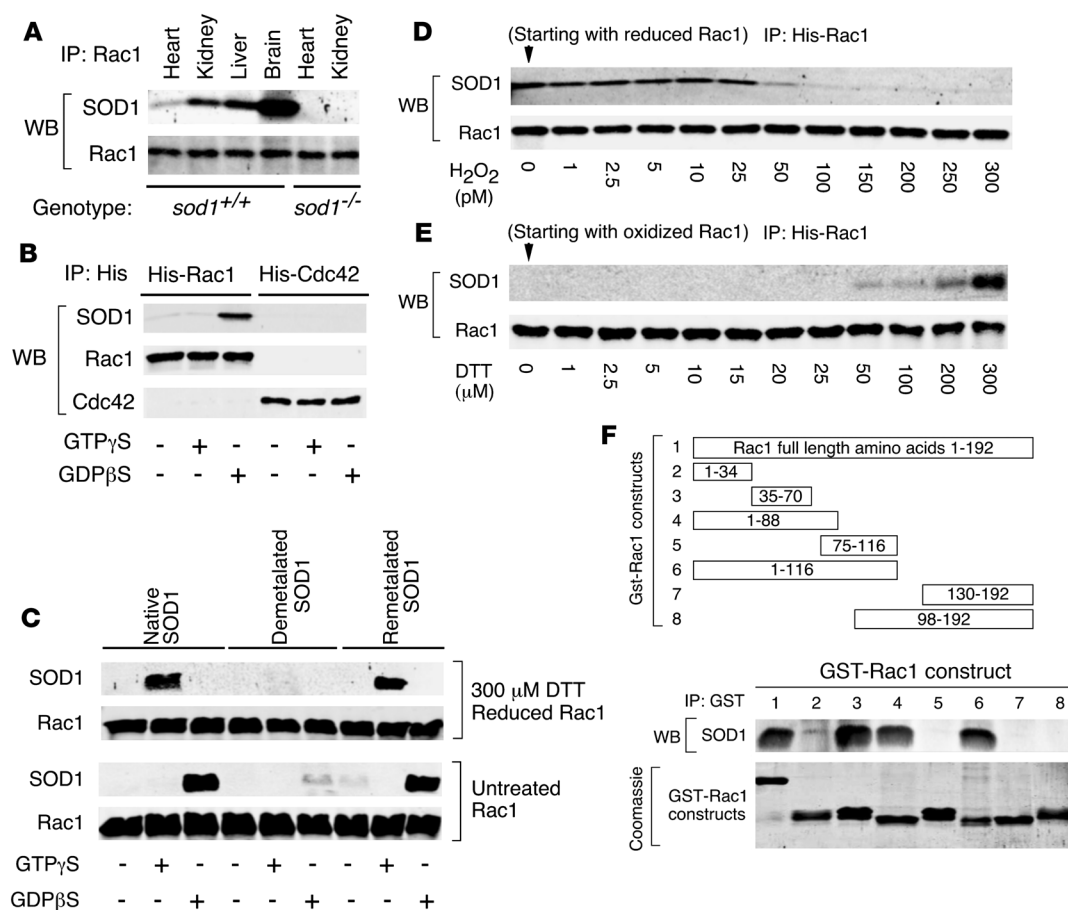 A
IP: Rac1
Heart Kidney Liver Brain Heart Kidney
WB
SOD1
Rac1
Genotype: sod1+/+ sod1-/-
B
IP: His
His-Rac1 His-Cdc42
WB
SOD1
Rac1
Cdc42
GTPγS - + - - + -
GDPβS - - + - - +
C
Native SOD1
Demetalated SOD1
Remetalated SOD1
SOD1
Rac1
300 μM DTT
Reduced Rac1
SOD1
Rac1
Untreated
Rac1
GTPγS - + - - + - - + -
GDPβS - - + - - + - - +
D
(Starting with reduced Rac1) IP: His-Rac1
WB
SOD1
Rac1
H2O2
(pM)
0 1 2.5 5 10 25 50 100 150 200 250 300
E
(Starting with oxidized Rac1) IP: His-Rac1
WB
SOD1
Rac1
DTT
(μM)
0 1 2.5 5 10 15 20 25 50 100 200 300
F
Gst-Rac1 constructs
1 Rac1 full length amino acids 1-192
2 1-34
3 35-70
4 1-88
5 75-116
6 1-116
7 130-192
8 98-192
GST-Rac1 construct
IP: GST 1 2 3 4 5 6 7 8
WB SOD1
Coomassie
GST-Rac1
constructs